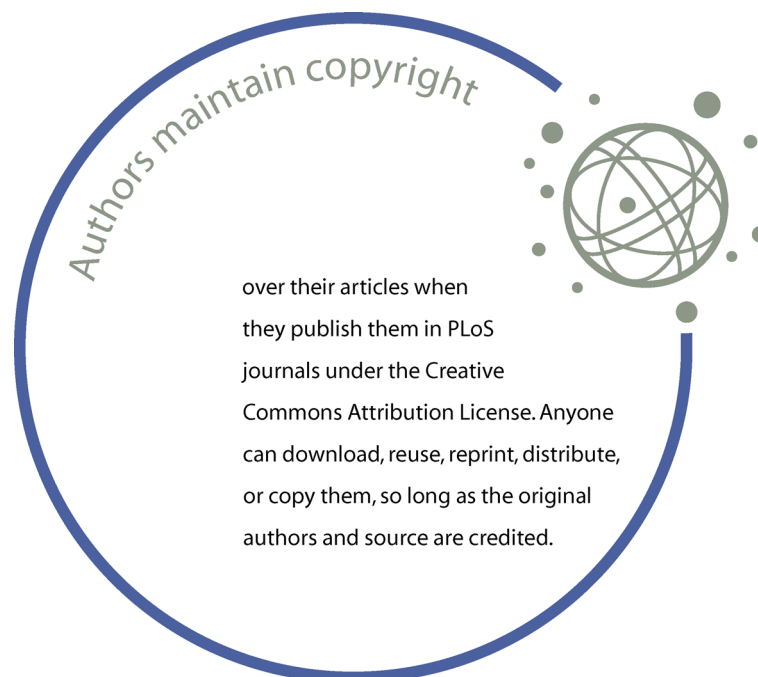 Authors maintain copyright
over their articles when
they publish them in PLoS
journals under the Creative
Commons Attribution License. Anyone
can download, reuse, reprint, distribute,
or copy them, so long as the original
authors and source are credited.